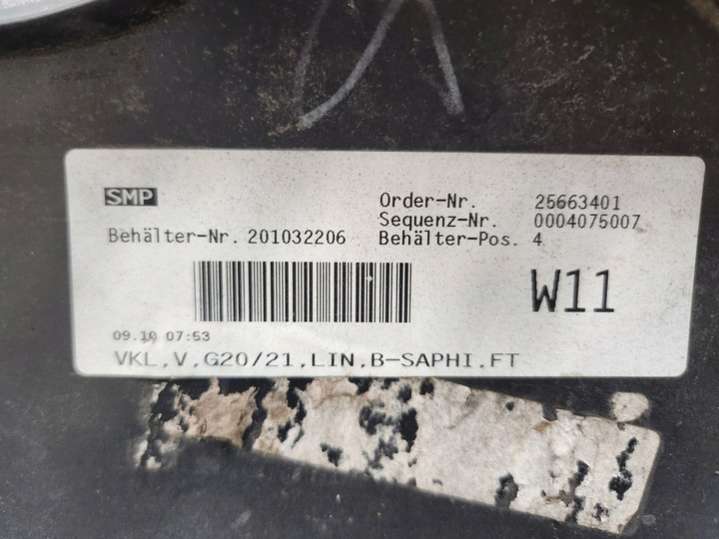 SMP
Order-Nr. 25663401
Sequenz-Nr. 0004075007
Behälter-Nr. 201032206 Behälter-Pos. 4
W11
09.10 07:53
VKL,V,G20/21,LIN,B-SAPHI,FT